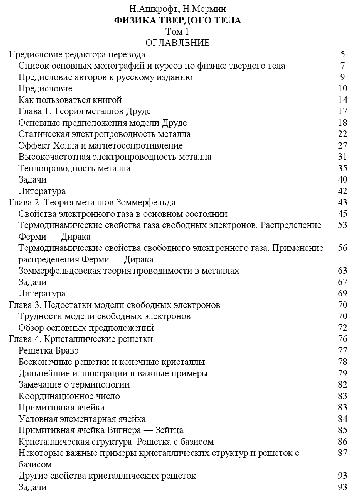 Н.Ашкрофт, Н.Мермин
ФИЗИКА ТВЕРДОГО ТЕЛА
Том 1
ОГЛАВЛЕНИЕ
Предисловие редактора перевода 5
Список основных монографий и курсов по физике твердого тела 7
Предисловие авторов к русскому изданию 9
Предисловие 10
Как пользоваться книгой 14
Глава 1. Теория металлов Друде 17
Основные предположения модели Друде 18
Статическая электропроводность металла 22
Эффект Холла и магнетосопротивление 27
Высокочастотная электропроводность металла 31
Теплопроводность металла 35
Задачи 40
Литература 42
Глава 2. Теория металлов Зоммерфельда 43
Свойства электронного газа в основном состоянии 45
Термодинамические свойства газа свободных электронов. Распределение 53
Ферми — Дирака
Термодинамические свойства свободного электронного газа. Применение 56
распределения Ферми — Дирака
Зоммерфельдовская теория проводимости в металлах 63
Задачи 67
Литература 69
Глава 3. Недостатки модели свободных электронов 70
Трудности модели свободных электронов 70
Обзор основных предположений 72
Глава 4. Кристаллические решетки 76
Решетка Бравэ 77
Бесконечные решетки и конечные кристаллы 78
Дальнейшие иллюстрации и важные примеры 79
Замечание о терминологии 82
Координационное число 83
Примитивная ячейка 83
Условная элементарная ячейка 84
Примитивная ячейка Вигнера — Зейтца 85
Кристаллическая структура. Решетка с базисом 86
Некоторые важные примеры кристаллических структур и решеток с 87
базисом
Другие свойства кристаллических решеток 93
Задачи 93